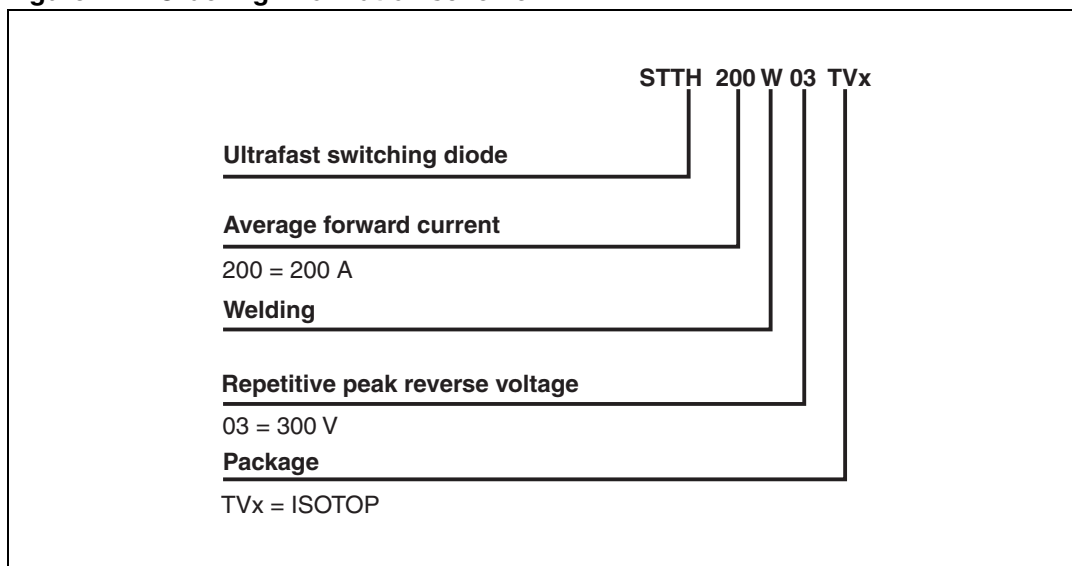 STTH 200 W 03 TVx
Ultrafast switching diode
Average forward current
200 = 200 A
Welding
Repetitive peak reverse voltage
03 = 300 V
Package
TVx = ISOTOP